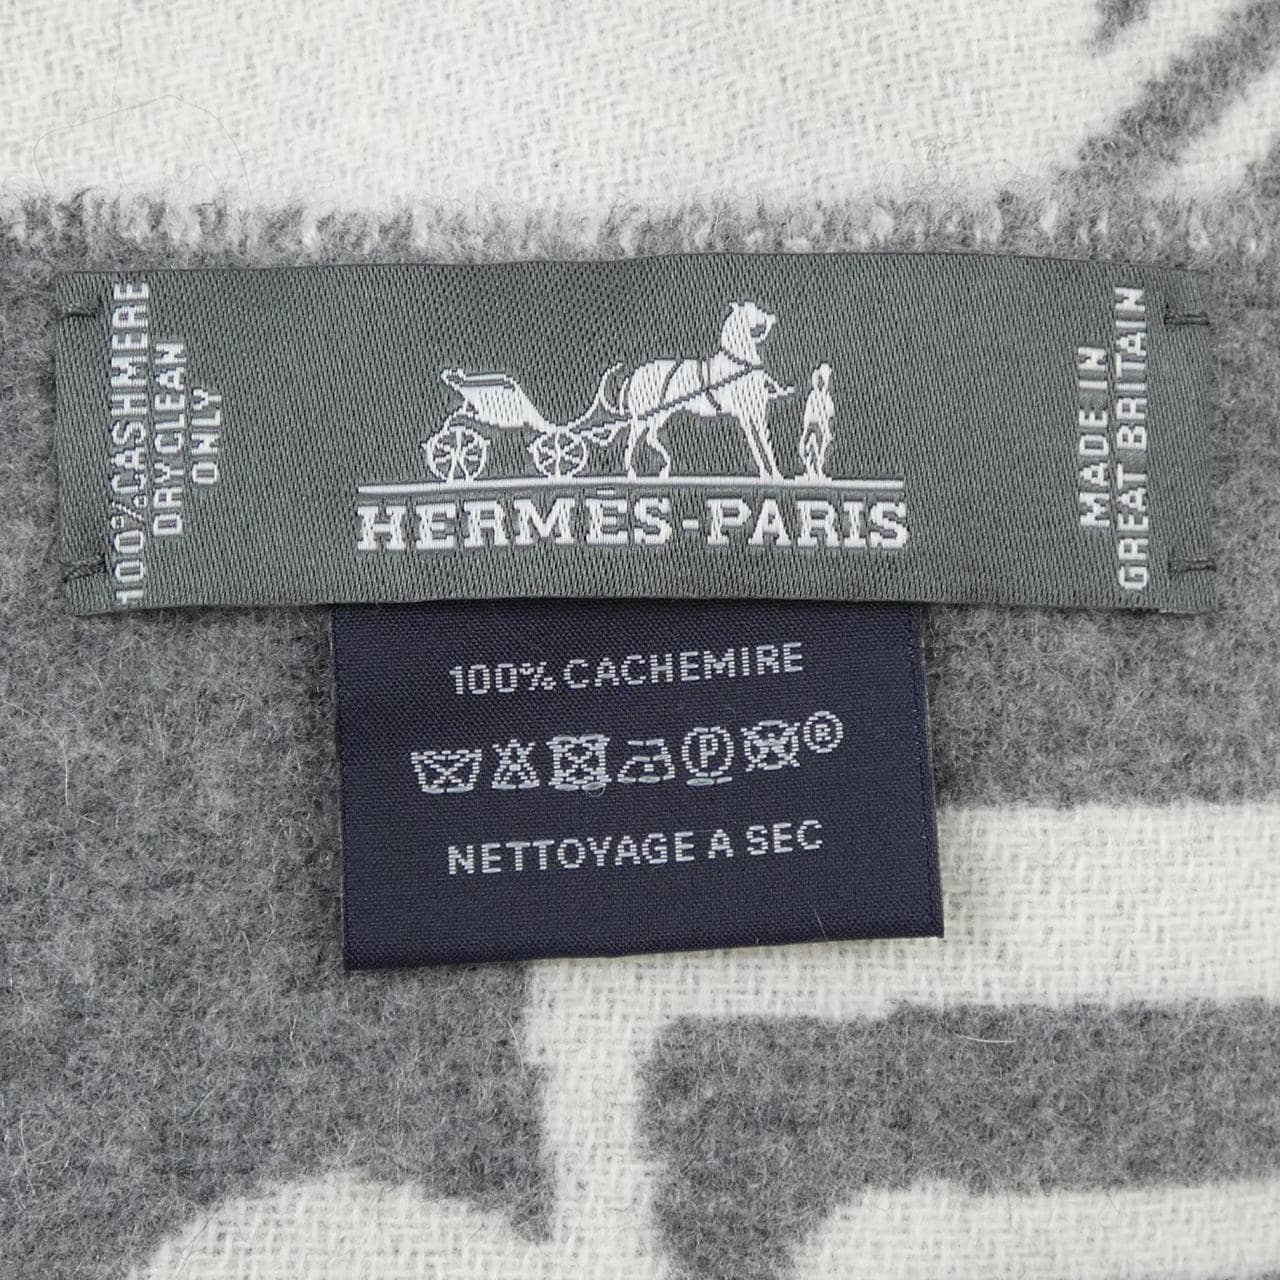 100% CASHMERE
DRY CLEAN
ONLY
HERMÈS-PARIS
MADE IN
GREAT BRITAIN
100% CACHEMIRE
P ®
NETTOYAGE A SEC